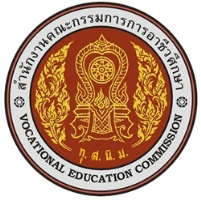 สำนักงานคณะกรรมการการอาชีวศึกษา
กุ ส. นิ ม.
VOCATIONAL EDUCATION COMMISSION